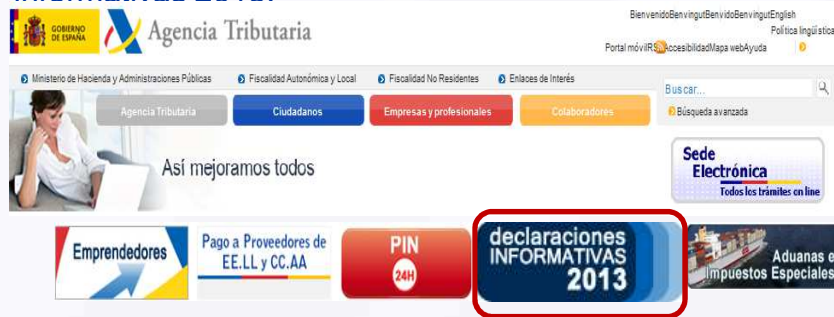 GOBIERNO
DE ESPAÑA
Agencia Tributaria
BienvenidoBenvingutBenvidoBenvingutEnglish
Política lingüística
Portal móvilRSSAccesibilidadMapa webAyuda
Ministerio de Hacienda y Administraciones Públicas
Fiscalidad Autonómica y Local
Fiscalidad No Residentes
Enlaces de Interés
Buscar...
Búsqueda avanzada
Agencia Tributaria
Ciudadanos
Empresas y profesionales
Colaboradores
Así mejoramos todos
Sede
Electrónica
Todos los trámites on line
Emprendedores
Pago a Proveedores de
EE.LL y CC.AA
PIN
24H
declaraciones
INFORMATIVAS
2013
Aduanas e
Impuestos Especiales